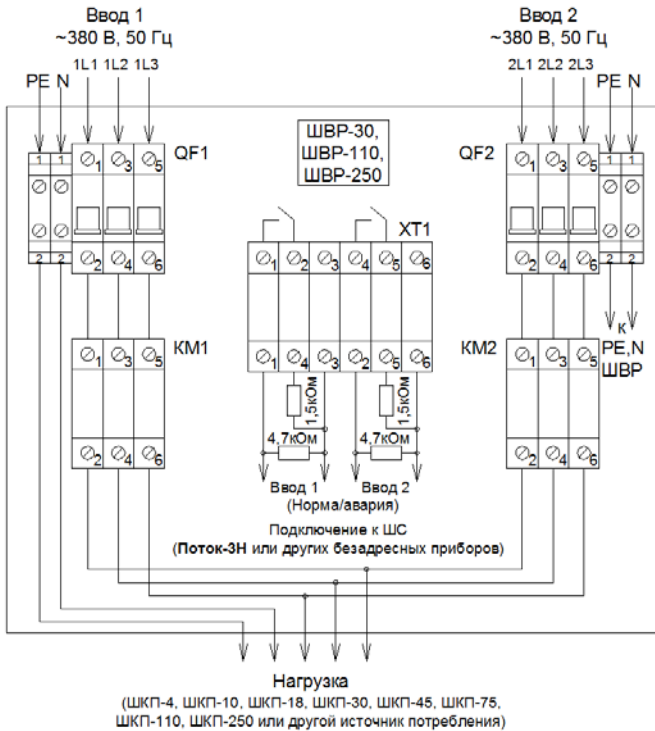 Ввод 1
~380 В, 50 Гц
1L1 1L2 1L3
PE N
Ввод 2
~380 В, 50 Гц
2L1 2L2 2L3
PE N
1 1
1 3 5
QF1
ШВР-30,
ШВР-110,
ШВР-250
QF2
1 3 5
1 1
XT1
1 2 3 4 5 6
2 2
2 4 6
2 4 6
2 2
KM1
1 3 5
1 4 3 2 5 6
KM2
1 3 5
к
PE,N
ШВР
1,5кОм
1,5кОм
4,7кОм
4,7кОм
2 4 6
2 4 6
Ввод 1
Ввод 2
(Норма/авария)
Подключение к ШС
(Поток-3Н или других безадресных приборов)
Нагрузка
(ШКП-4, ШКП-10, ШКП-18, ШКП-30, ШКП-45, ШКП-75,
ШКП-110, ШКП-250 или другой источник потребления)